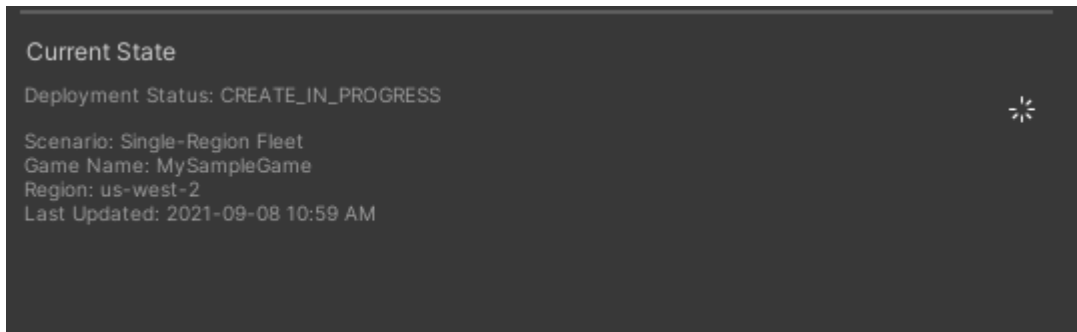 Current State
Deployment Status: CREATE_IN_PROGRESS
Scenario: Single-Region Fleet
Game Name: MySampleGame
Region: us-west-2
Last Updated: 2021-09-08 10:59 AM